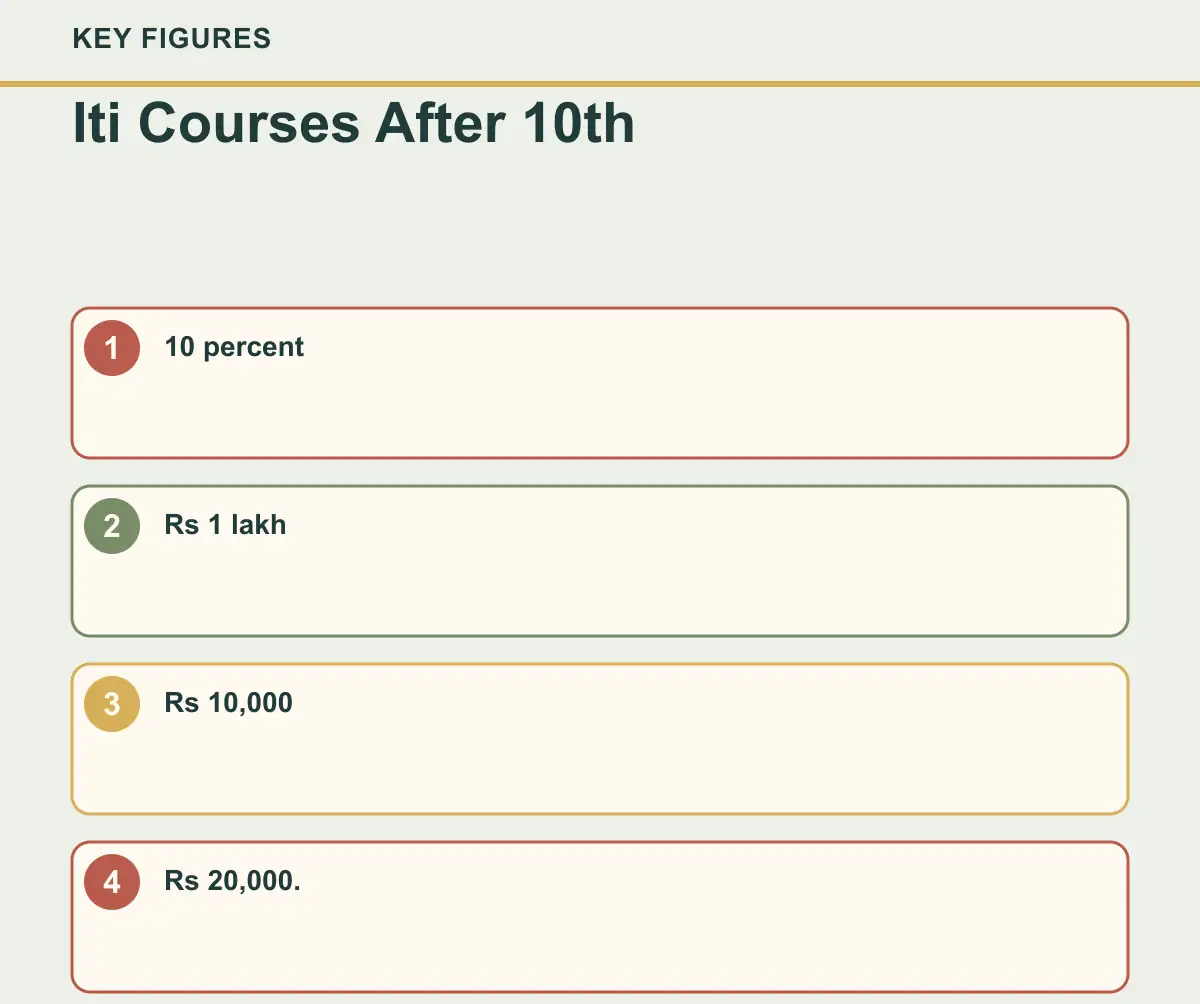 KEY FIGURES
Iti Courses After 10th
1 10 percent
2 Rs 1 lakh
3 Rs 10,000
4 Rs 20,000.